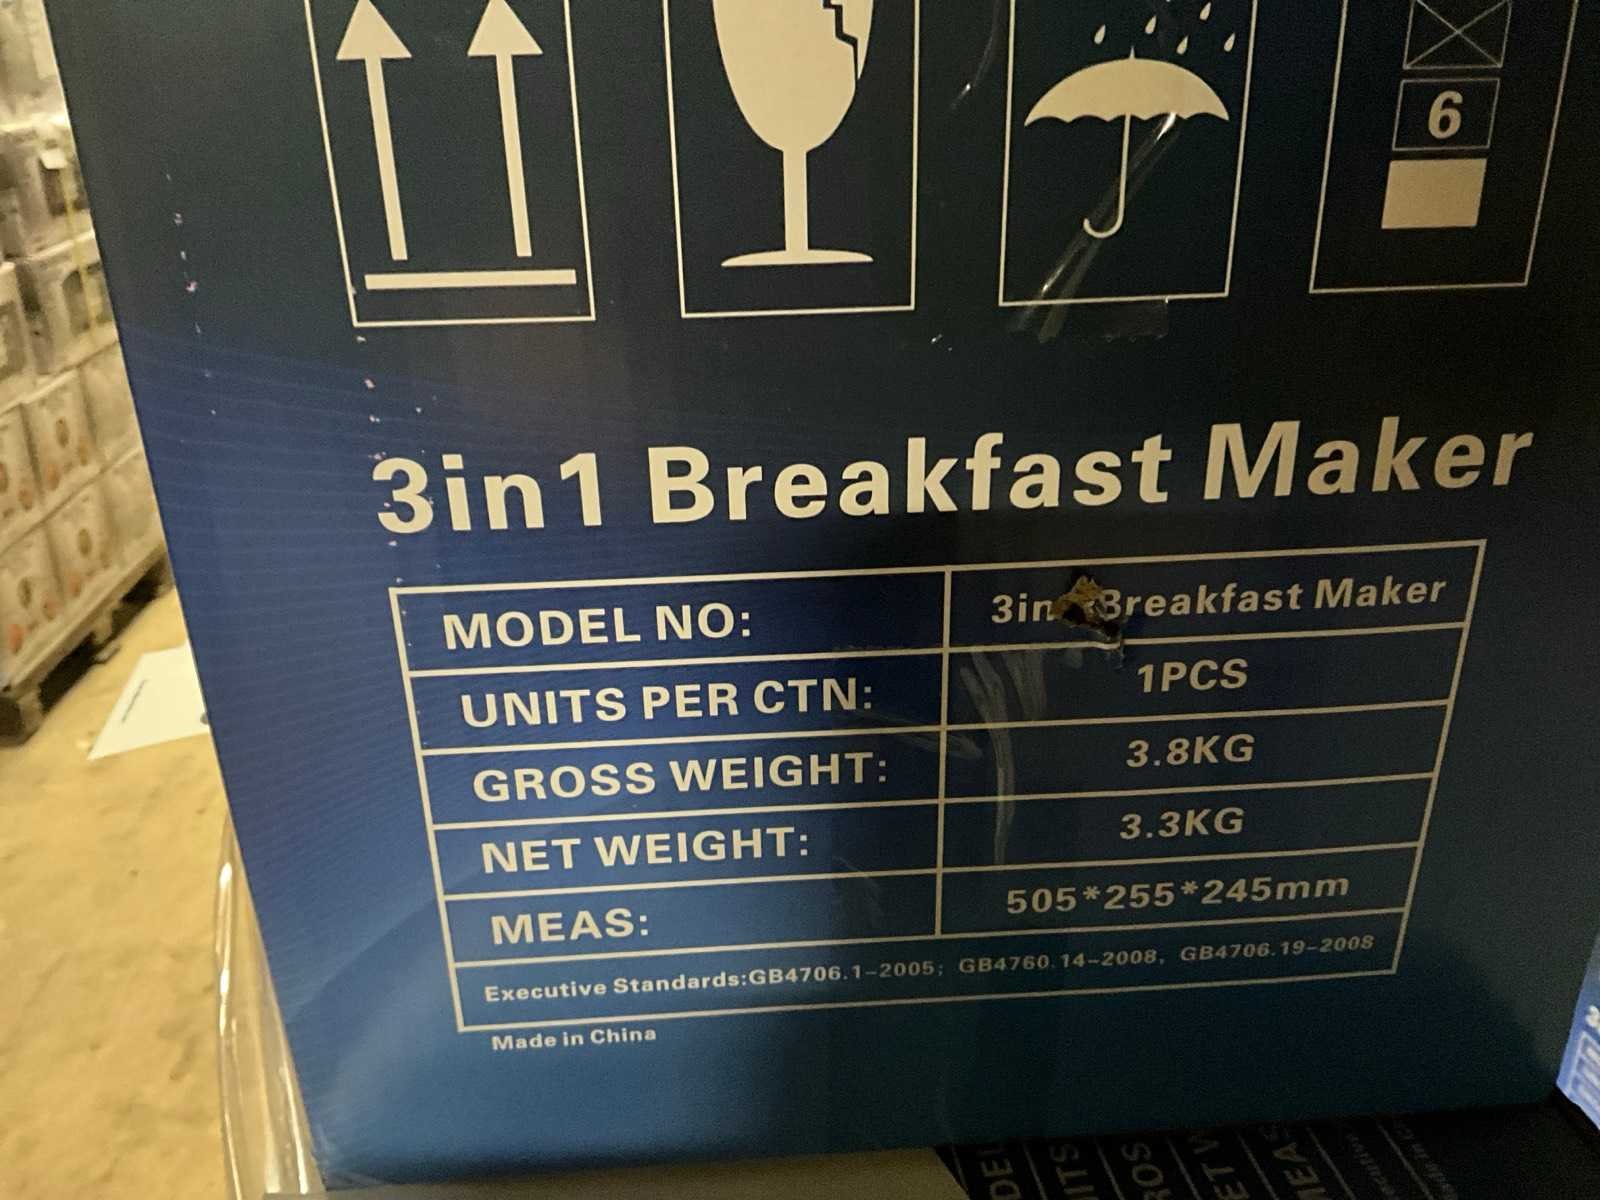 6
3in1 Breakfast Maker
MODEL NO: 3in Breakfast Maker
UNITS PER CTN: 1PCS
GROSS WEIGHT: 3.8KG
NET WEIGHT: 3.3KG
MEAS: 505*255*245mm
Executive Standards:GB4706.1-2005; GB4760.14-2008, GB4706.19-2008
Made in China